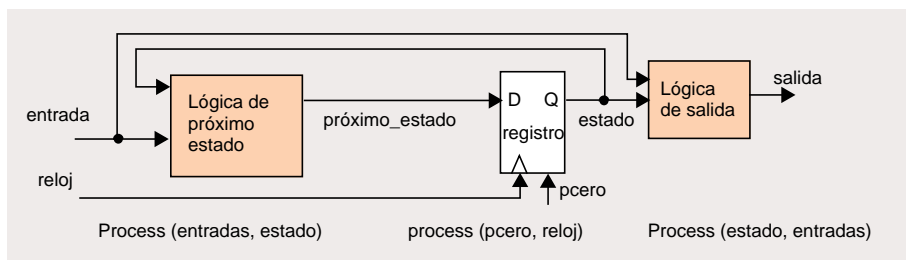 entrada
reloj
Lógica de
próximo
estado
próximo_estado
D Q
registro
estado
pcero
Lógica
de salida
salida
Process (entradas, estado)
process (pcero, reloj)
Process (estado, entradas)